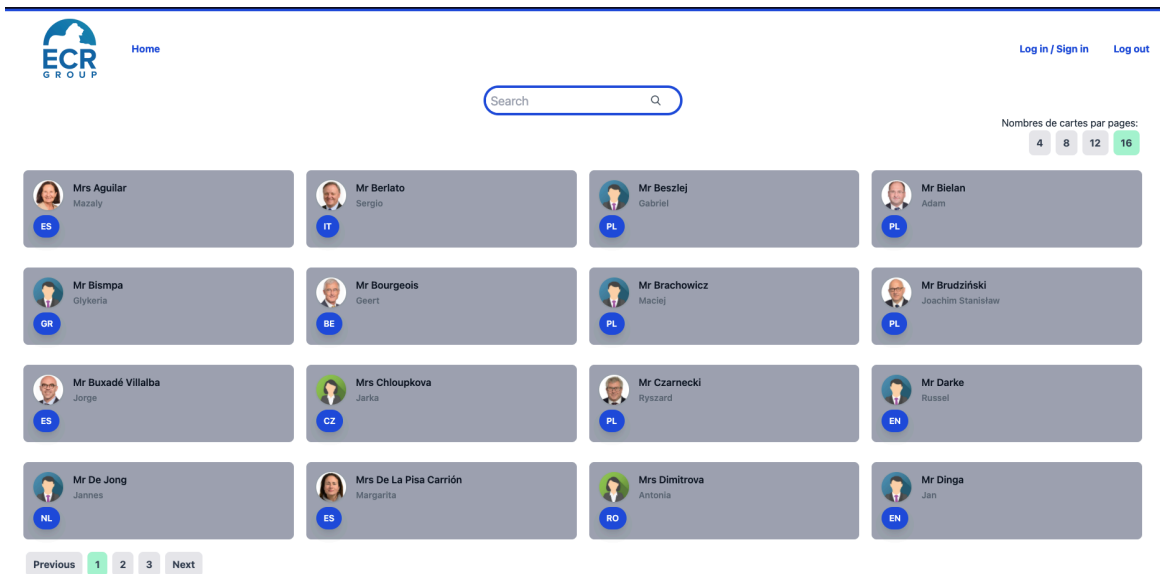 ECR
GROUP
Home
Log in / Sign in
Log out
Search
Nombres de cartes par pages:
4 8 12 16
Mrs Aguilar
Mazaly
ES
Mr Berlato
Sergio
IT
Mr Beszlej
Gabriel
PL
Mr Bielan
Adam
PL
Mr Bismpa
Glykeria
GR
Mr Bourgeois
Geert
BE
Mr Brachowicz
Maciej
PL
Mr Brudziński
Joachim Stanisław
PL
Mr Buxadé Villalba
Jorge
ES
Mrs Chloupkova
Jarka
CZ
Mr Czarnecki
Ryszard
PL
Mr Darke
Russel
EN
Mr De Jong
Jannes
NL
Mrs De La Pisa Carrión
Margarita
ES
Mrs Dimitrova
Antonia
RO
Mr Dinga
Jan
EN
Previous 1 2 3 Next